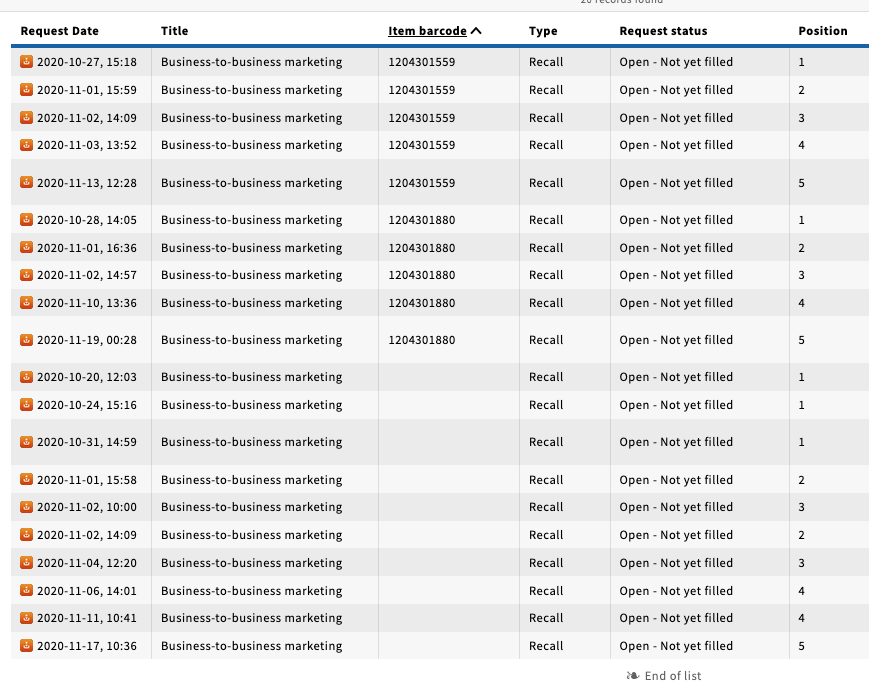 20 records found
Request Date Title Item barcode Type Request status Position
2020-10-27, 15:18 Business-to-business marketing 1204301559 Recall Open - Not yet filled 1
2020-11-01, 15:59 Business-to-business marketing 1204301559 Recall Open - Not yet filled 2
2020-11-02, 14:09 Business-to-business marketing 1204301559 Recall Open - Not yet filled 3
2020-11-03, 13:52 Business-to-business marketing 1204301559 Recall Open - Not yet filled 4
2020-11-13, 12:28 Business-to-business marketing 1204301559 Recall Open - Not yet filled 5
2020-10-28, 14:05 Business-to-business marketing 1204301880 Recall Open - Not yet filled 1
2020-11-01, 16:36 Business-to-business marketing 1204301880 Recall Open - Not yet filled 2
2020-11-02, 14:57 Business-to-business marketing 1204301880 Recall Open - Not yet filled 3
2020-11-10, 13:36 Business-to-business marketing 1204301880 Recall Open - Not yet filled 4
2020-11-19, 00:28 Business-to-business marketing 1204301880 Recall Open - Not yet filled 5
2020-10-20, 12:03 Business-to-business marketing Recall Open - Not yet filled 1
2020-10-24, 15:16 Business-to-business marketing Recall Open - Not yet filled 1
2020-10-31, 14:59 Business-to-business marketing Recall Open - Not yet filled 1
2020-11-01, 15:58 Business-to-business marketing Recall Open - Not yet filled 2
2020-11-02, 10:00 Business-to-business marketing Recall Open - Not yet filled 3
2020-11-02, 14:09 Business-to-business marketing Recall Open - Not yet filled 2
2020-11-04, 12:20 Business-to-business marketing Recall Open - Not yet filled 3
2020-11-06, 14:01 Business-to-business marketing Recall Open - Not yet filled 4
2020-11-11, 10:41 Business-to-business marketing Recall Open - Not yet filled 4
2020-11-17, 10:36 Business-to-business marketing Recall Open - Not yet filled 5
End of list